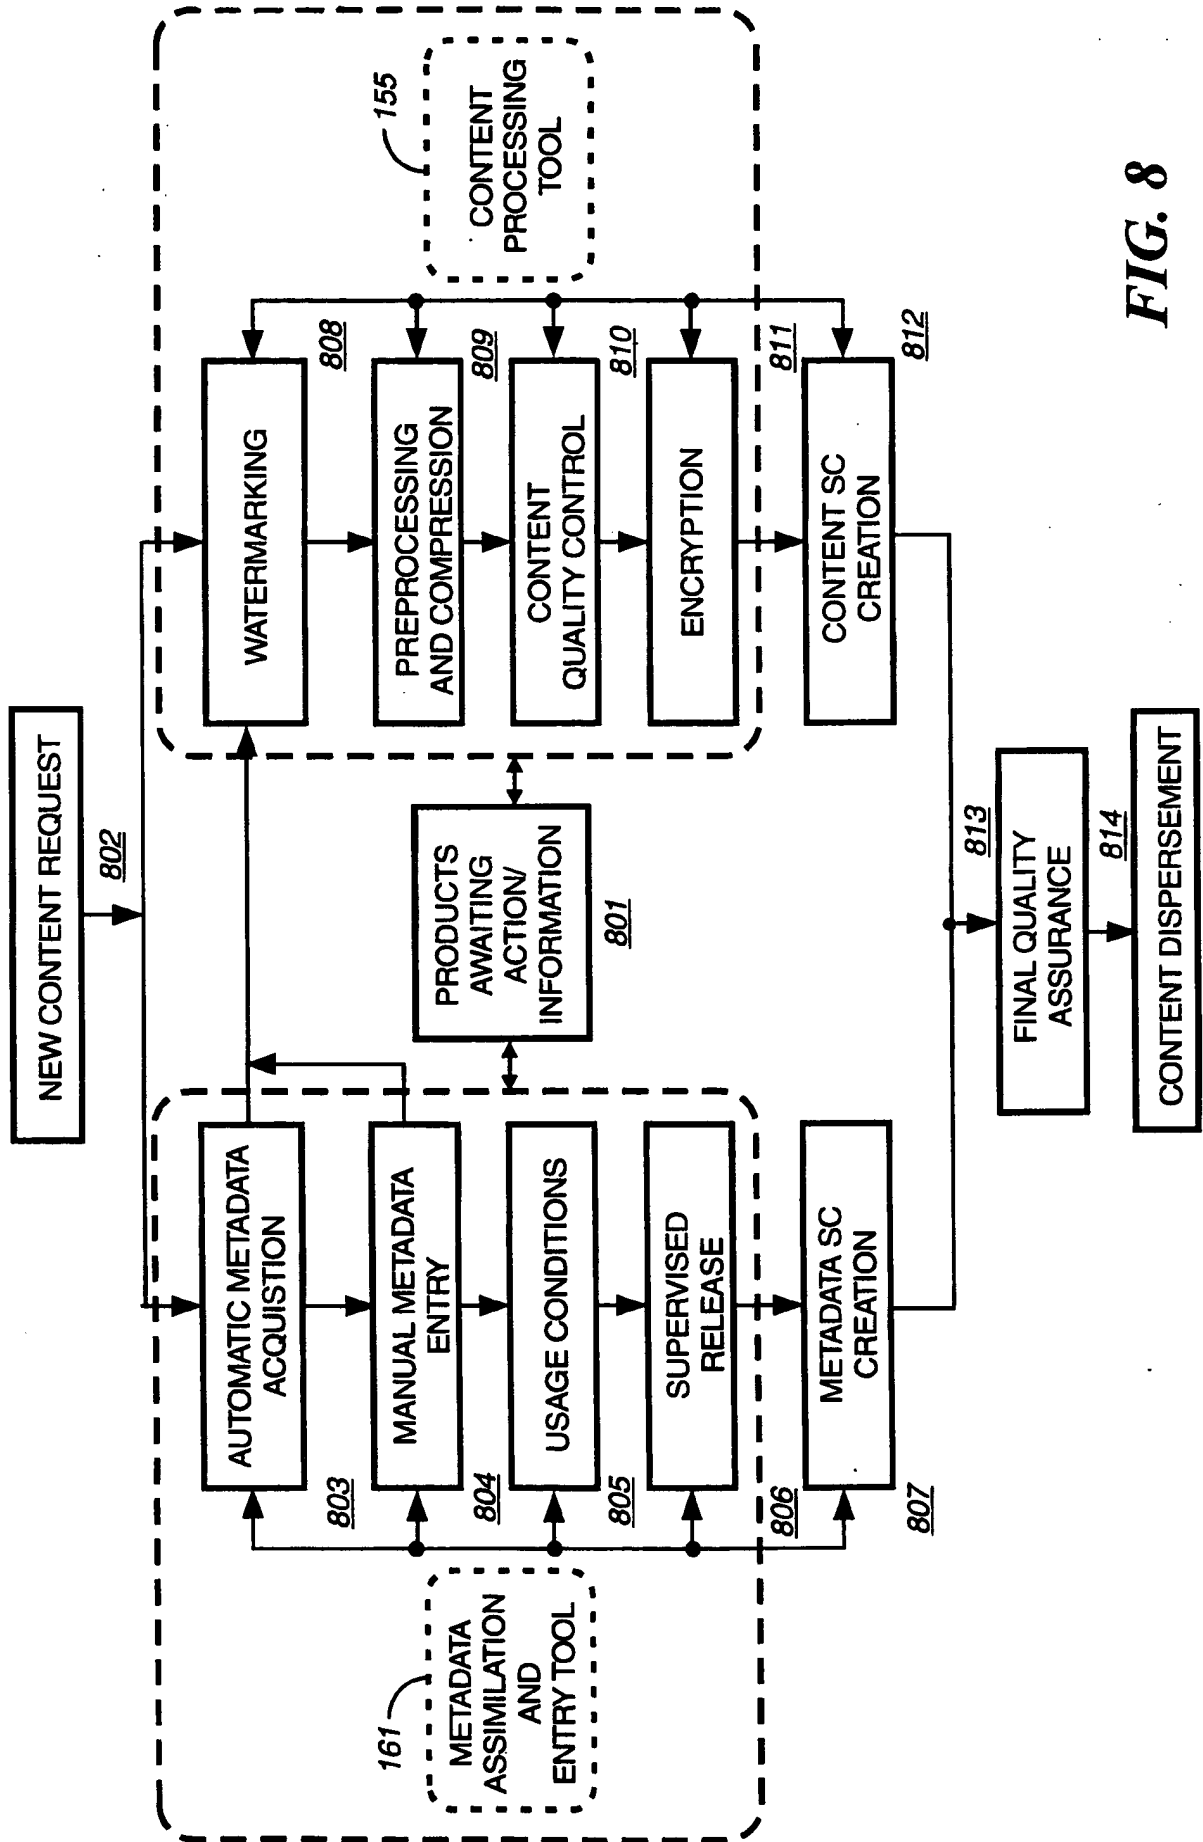 NEW CONTENT REQUEST
802
AUTOMATIC METADATA
ACQUISTION
803
MANUAL METADATA
ENTRY
804
USAGE CONDITIONS
805
SUPERVISED
RELEASE
806
METADATA SC
CREATION
807
161
METADATA
ASSIMILATION
AND
ENTRY TOOL
PRODUCTS
AWAITING
ACTION/
INFORMATION
801
WATERMARKING
808
PREPROCESSING
AND COMPRESSION
809
CONTENT
QUALITY CONTROL
810
ENCRYPTION
811
CONTENT SC
CREATION
812
155
CONTENT
PROCESSING
TOOL
FINAL QUALITY
ASSURANCE
813
CONTENT DISPERSEMENT
814
FIG. 8